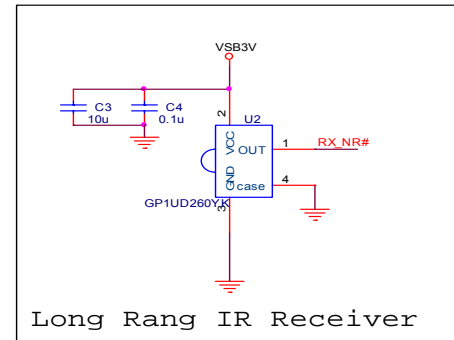 VSB3V
C3
10u
C4
0.1u
2
U2
VCC
OUT
1
RX_NR#
GND
case
4
GP1UD260YK
3
Long Rang IR Receiver